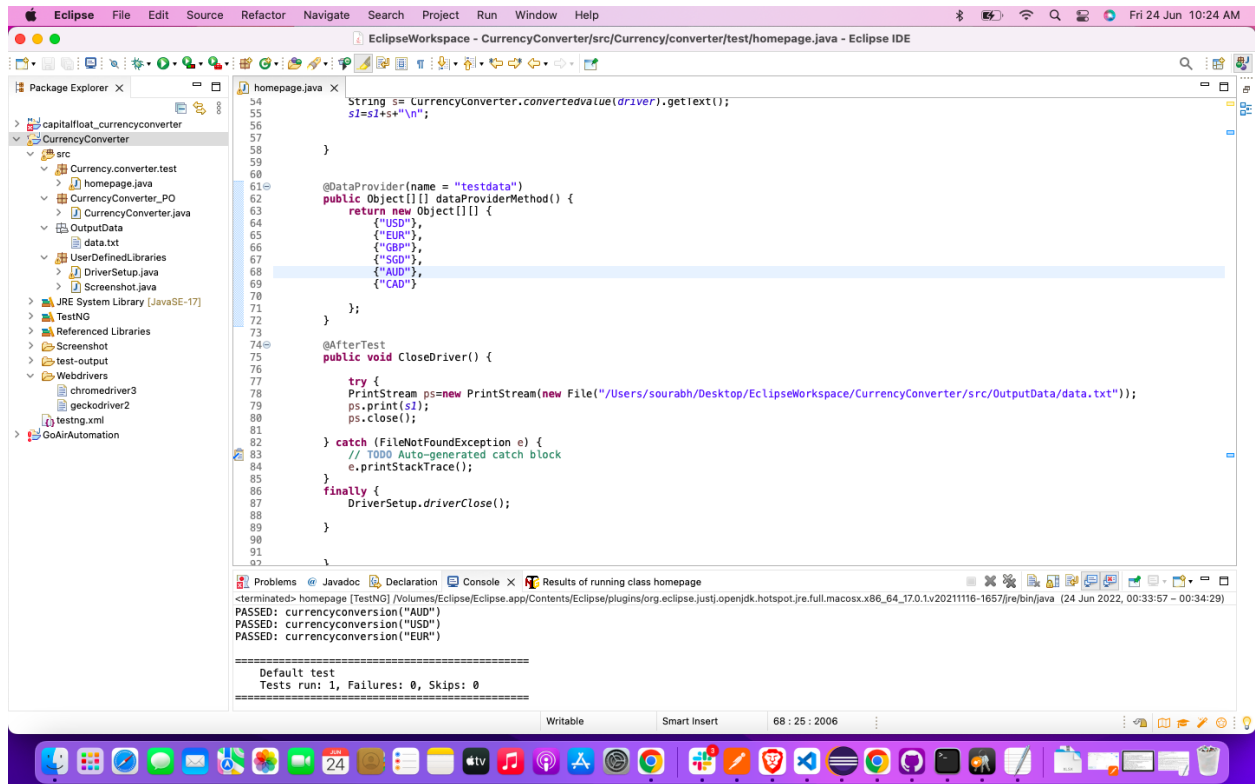 Eclipse File Edit Source Refactor Navigate Search Project Run Window Help Fri 24 Jun 10:24 AM
EclipseWorkspace - CurrencyConverter/src/Currency/converter/test/homepage.java - Eclipse IDE
Package Explorer
capitalfloat_currencyconverter
CurrencyConverter
src
Currency.converter.test
homepage.java
CurrencyConverter_PO
CurrencyConverter.java
OutputData
data.txt
UserDefinedLibraries
DriverSetup.java
Screenshot.java
JRE System Library [JavaSE-17]
TestNG
Referenced Libraries
Screenshot
test-output
Webdrivers
chromedriver3
geckodriver2
testng.xml
GoAirAutomation
homepage.java
54 String s= CurrencyConverter.convertedvalue(driver).getText();
55 s1=s1+s+"\n";
56
57
58 }
59
60
61 @DataProvider(name = "testdata")
62 public Object[][] dataProviderMethod() {
63 return new Object[][] {
64 {"USD"},
65 {"EUR"},
66 {"GBP"},
67 {"SGD"},
68 {"AUD"},
69 {"CAD"}
70
71 };
72 }
73
74 @AfterTest
75 public void CloseDriver() {
76
77 try {
78 PrintStream ps=new PrintStream(new File("/Users/sourabh/Desktop/EclipseWorkspace/CurrencyConverter/src/OutputData/data.txt"));
79 ps.print(s1);
80 ps.close();
81
82 } catch (FileNotFoundException e) {
83 // TODO Auto-generated catch block
84 e.printStackTrace();
85 }
86 finally {
87 DriverSetup.driverClose();
88
89 }
90
91
92 }
Problems Javadoc Declaration Console Results of running class homepage
<terminated> homepage [TestNG] /Volumes/Eclipse/Eclipse.app/Contents/Eclipse/plugins/org.eclipse.justj.openjdk.hotspot.jre.full.macosx.x86_64_17.0.1.v20211116-1657/jre/bin/java (24 Jun 2022, 00:33:57 – 00:34:29)
PASSED: currencyconversion("AUD")
PASSED: currencyconversion("USD")
PASSED: currencyconversion("EUR")
===============================================
Default test
Tests run: 1, Failures: 0, Skips: 0
===============================================
Writable Smart Insert 68 : 25 : 2006
JUN
24
tv
3